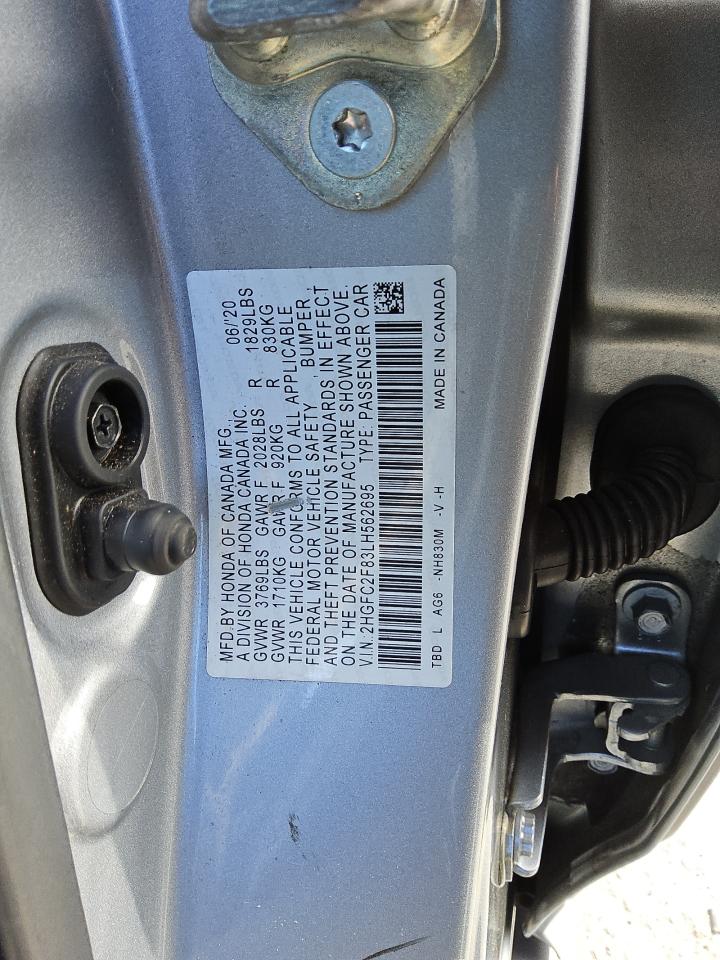 MFD.BY HONDA OF CANADA MFG. 06/'20
A DIVISION OF HONDA CANADA INC.
GVWR 3769LBS GAWR F 2028LBS R 1829LBS
GVWR 1710KG GAWR F 920KG R 830KG
THIS VEHICLE CONFORMS TO ALL APPLICABLE
FEDERAL MOTOR VEHICLE SAFETY, BUMPER,
AND THEFT PREVENTION STANDARDS IN EFFECT
ON THE DATE OF MANUFACTURE SHOWN ABOVE.
V.I.N.:2HGFC2F83LH562695 TYPE: PASSENGER CAR
TBD L AG6 -NH830M -V -H MADE IN CANADA